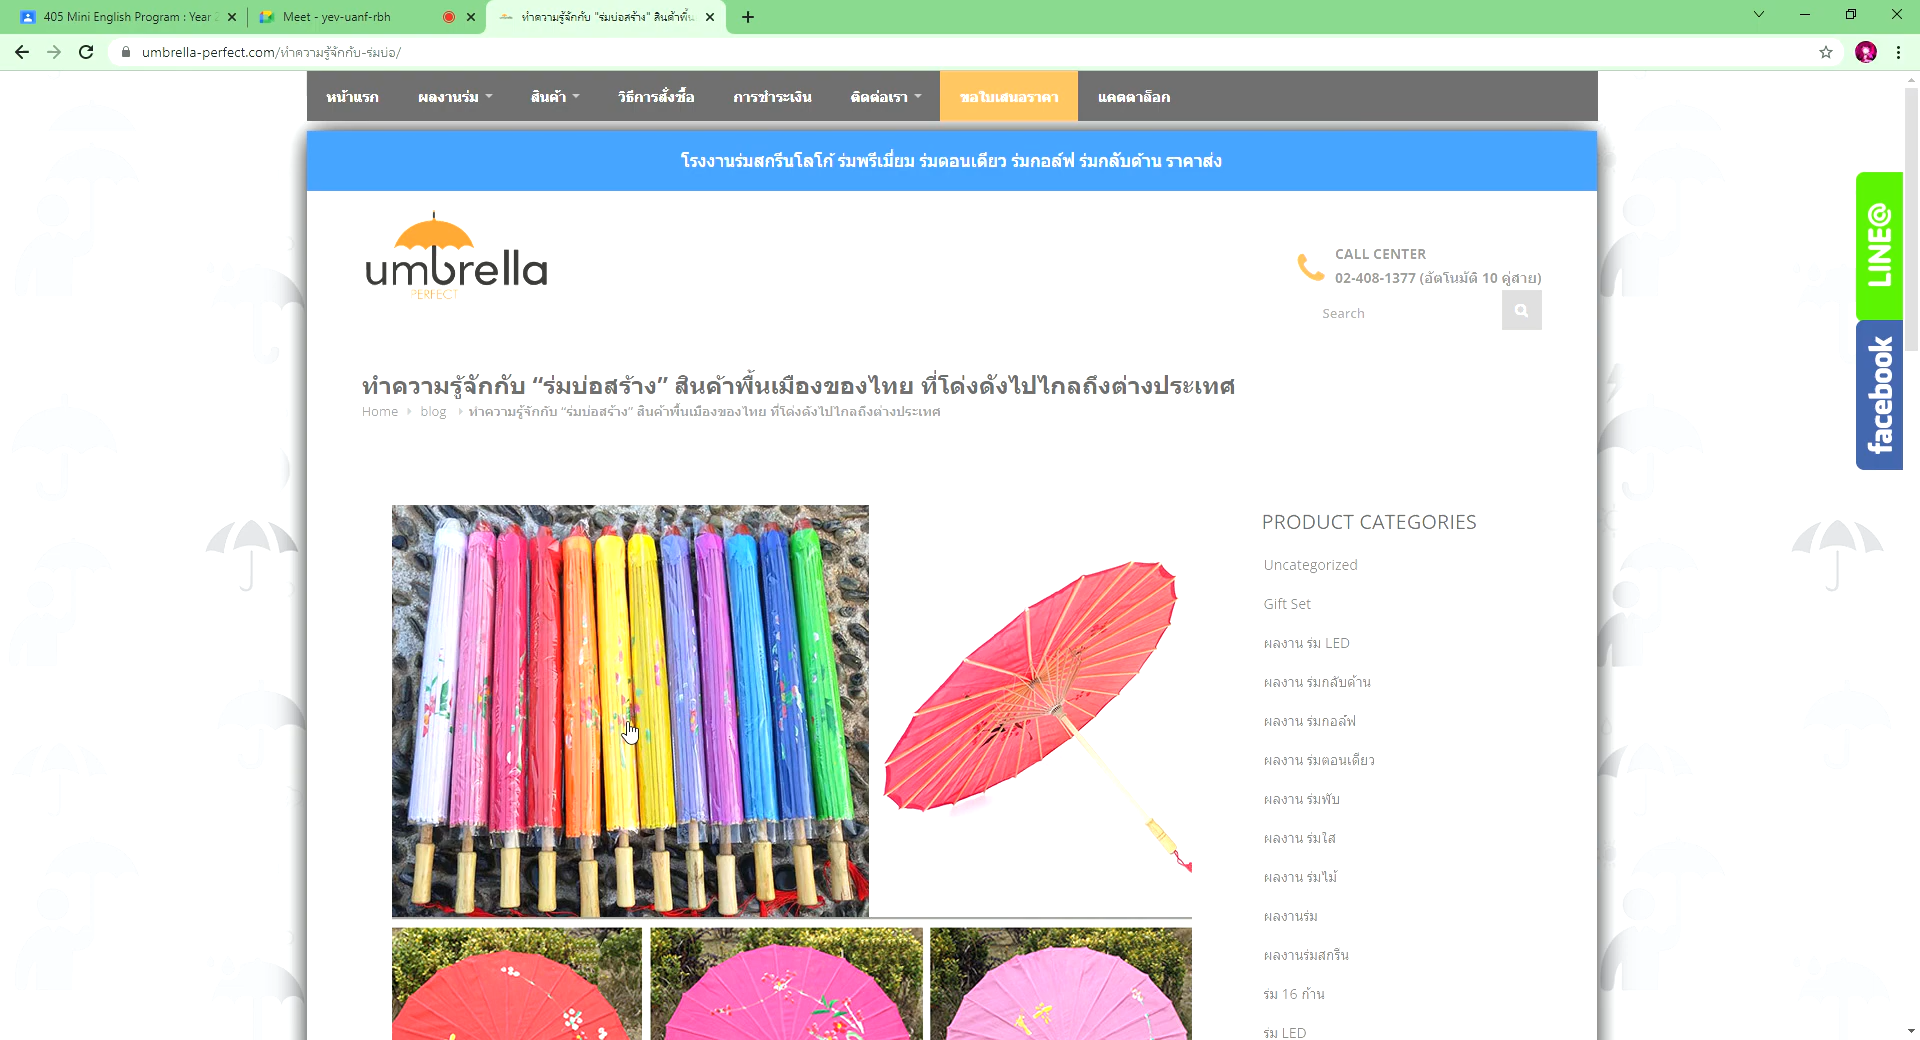 405 Mini English Program : Year
Meet - yev-uanf-rbh
ทำความรู้จักกับ "ร่มบ่อสร้าง" สินค้าพื้น
umbrella-perfect.com/ทำความรู้จักกับ-ร่มบ่อ/
หน้าแรก
ผลงานร่ม
สินค้า
วิธีการสั่งซื้อ
การชำระเงิน
ติดต่อเรา
ขอใบเสนอราคา
แคตตาล็อก
โรงงานร่มสกรีนโลโก้ ร่มพรีเมี่ยม ร่มตอนเดียว ร่มกอล์ฟ ร่มกลับด้าน ราคาส่ง
umbrella
PERFECT
CALL CENTER
02-408-1377 (อัตโนมัติ 10 คู่สาย)
Search
LINE@
facebook
ทำความรู้จักกับ “ร่มบ่อสร้าง” สินค้าพื้นเมืองของไทย ที่โด่งดังไปไกลถึงต่างประเทศ
Home blog ทำความรู้จักกับ “ร่มบ่อสร้าง” สินค้าพื้นเมืองของไทย ที่โด่งดังไปไกลถึงต่างประเทศ
PRODUCT CATEGORIES
Uncategorized
Gift Set
ผลงาน ร่ม LED
ผลงาน ร่มกลับด้าน
ผลงาน ร่มกอล์ฟ
ผลงาน ร่มตอนเดียว
ผลงาน ร่มพับ
ผลงาน ร่มใส
ผลงาน ร่มไม้
ผลงานร่ม
ผลงานร่มสกรีน
ร่ม 16 ก้าน
ร่ม LED